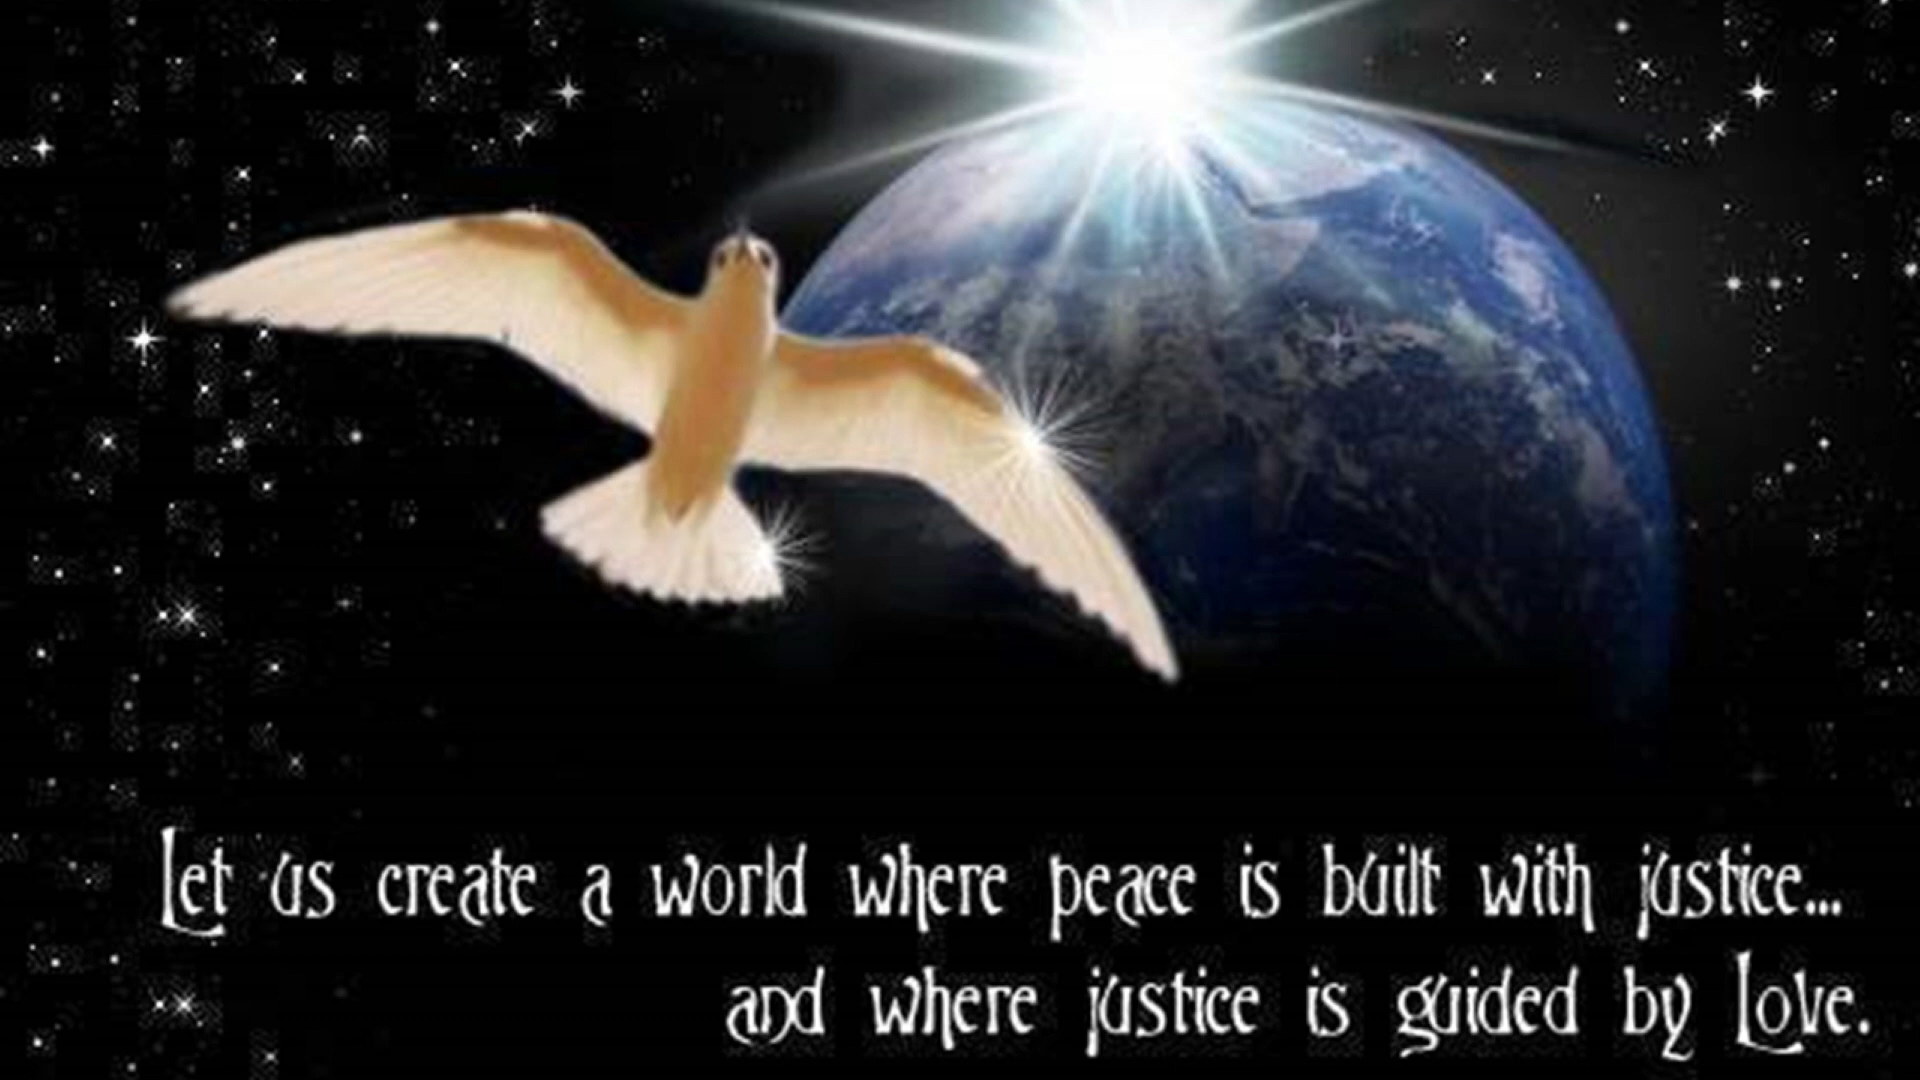 Let us create a world where peace is built with justice...
and where justice is guided by Love.